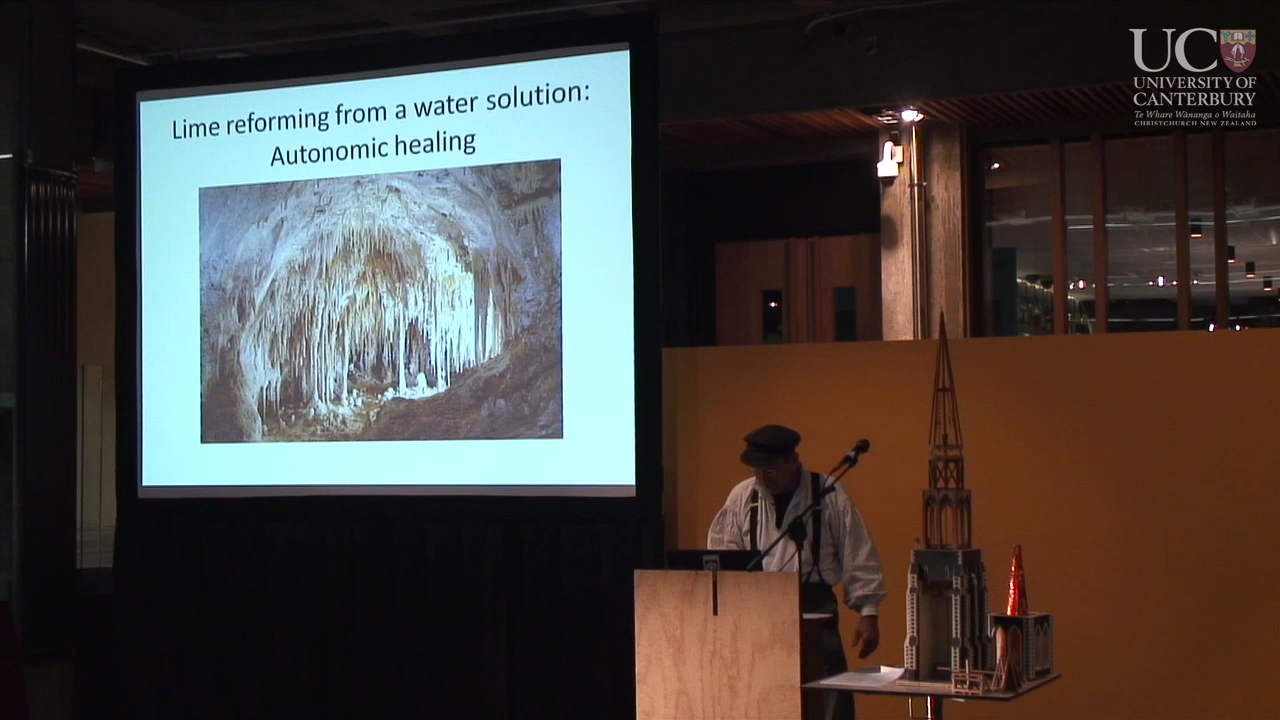 Lime reforming from a water solution:
Autonomic healing
UC
UNIVERSITY OF
CANTERBURY
Te Whare Wānanga o Waitaha
CHRISTCHURCH NEW ZEALAND